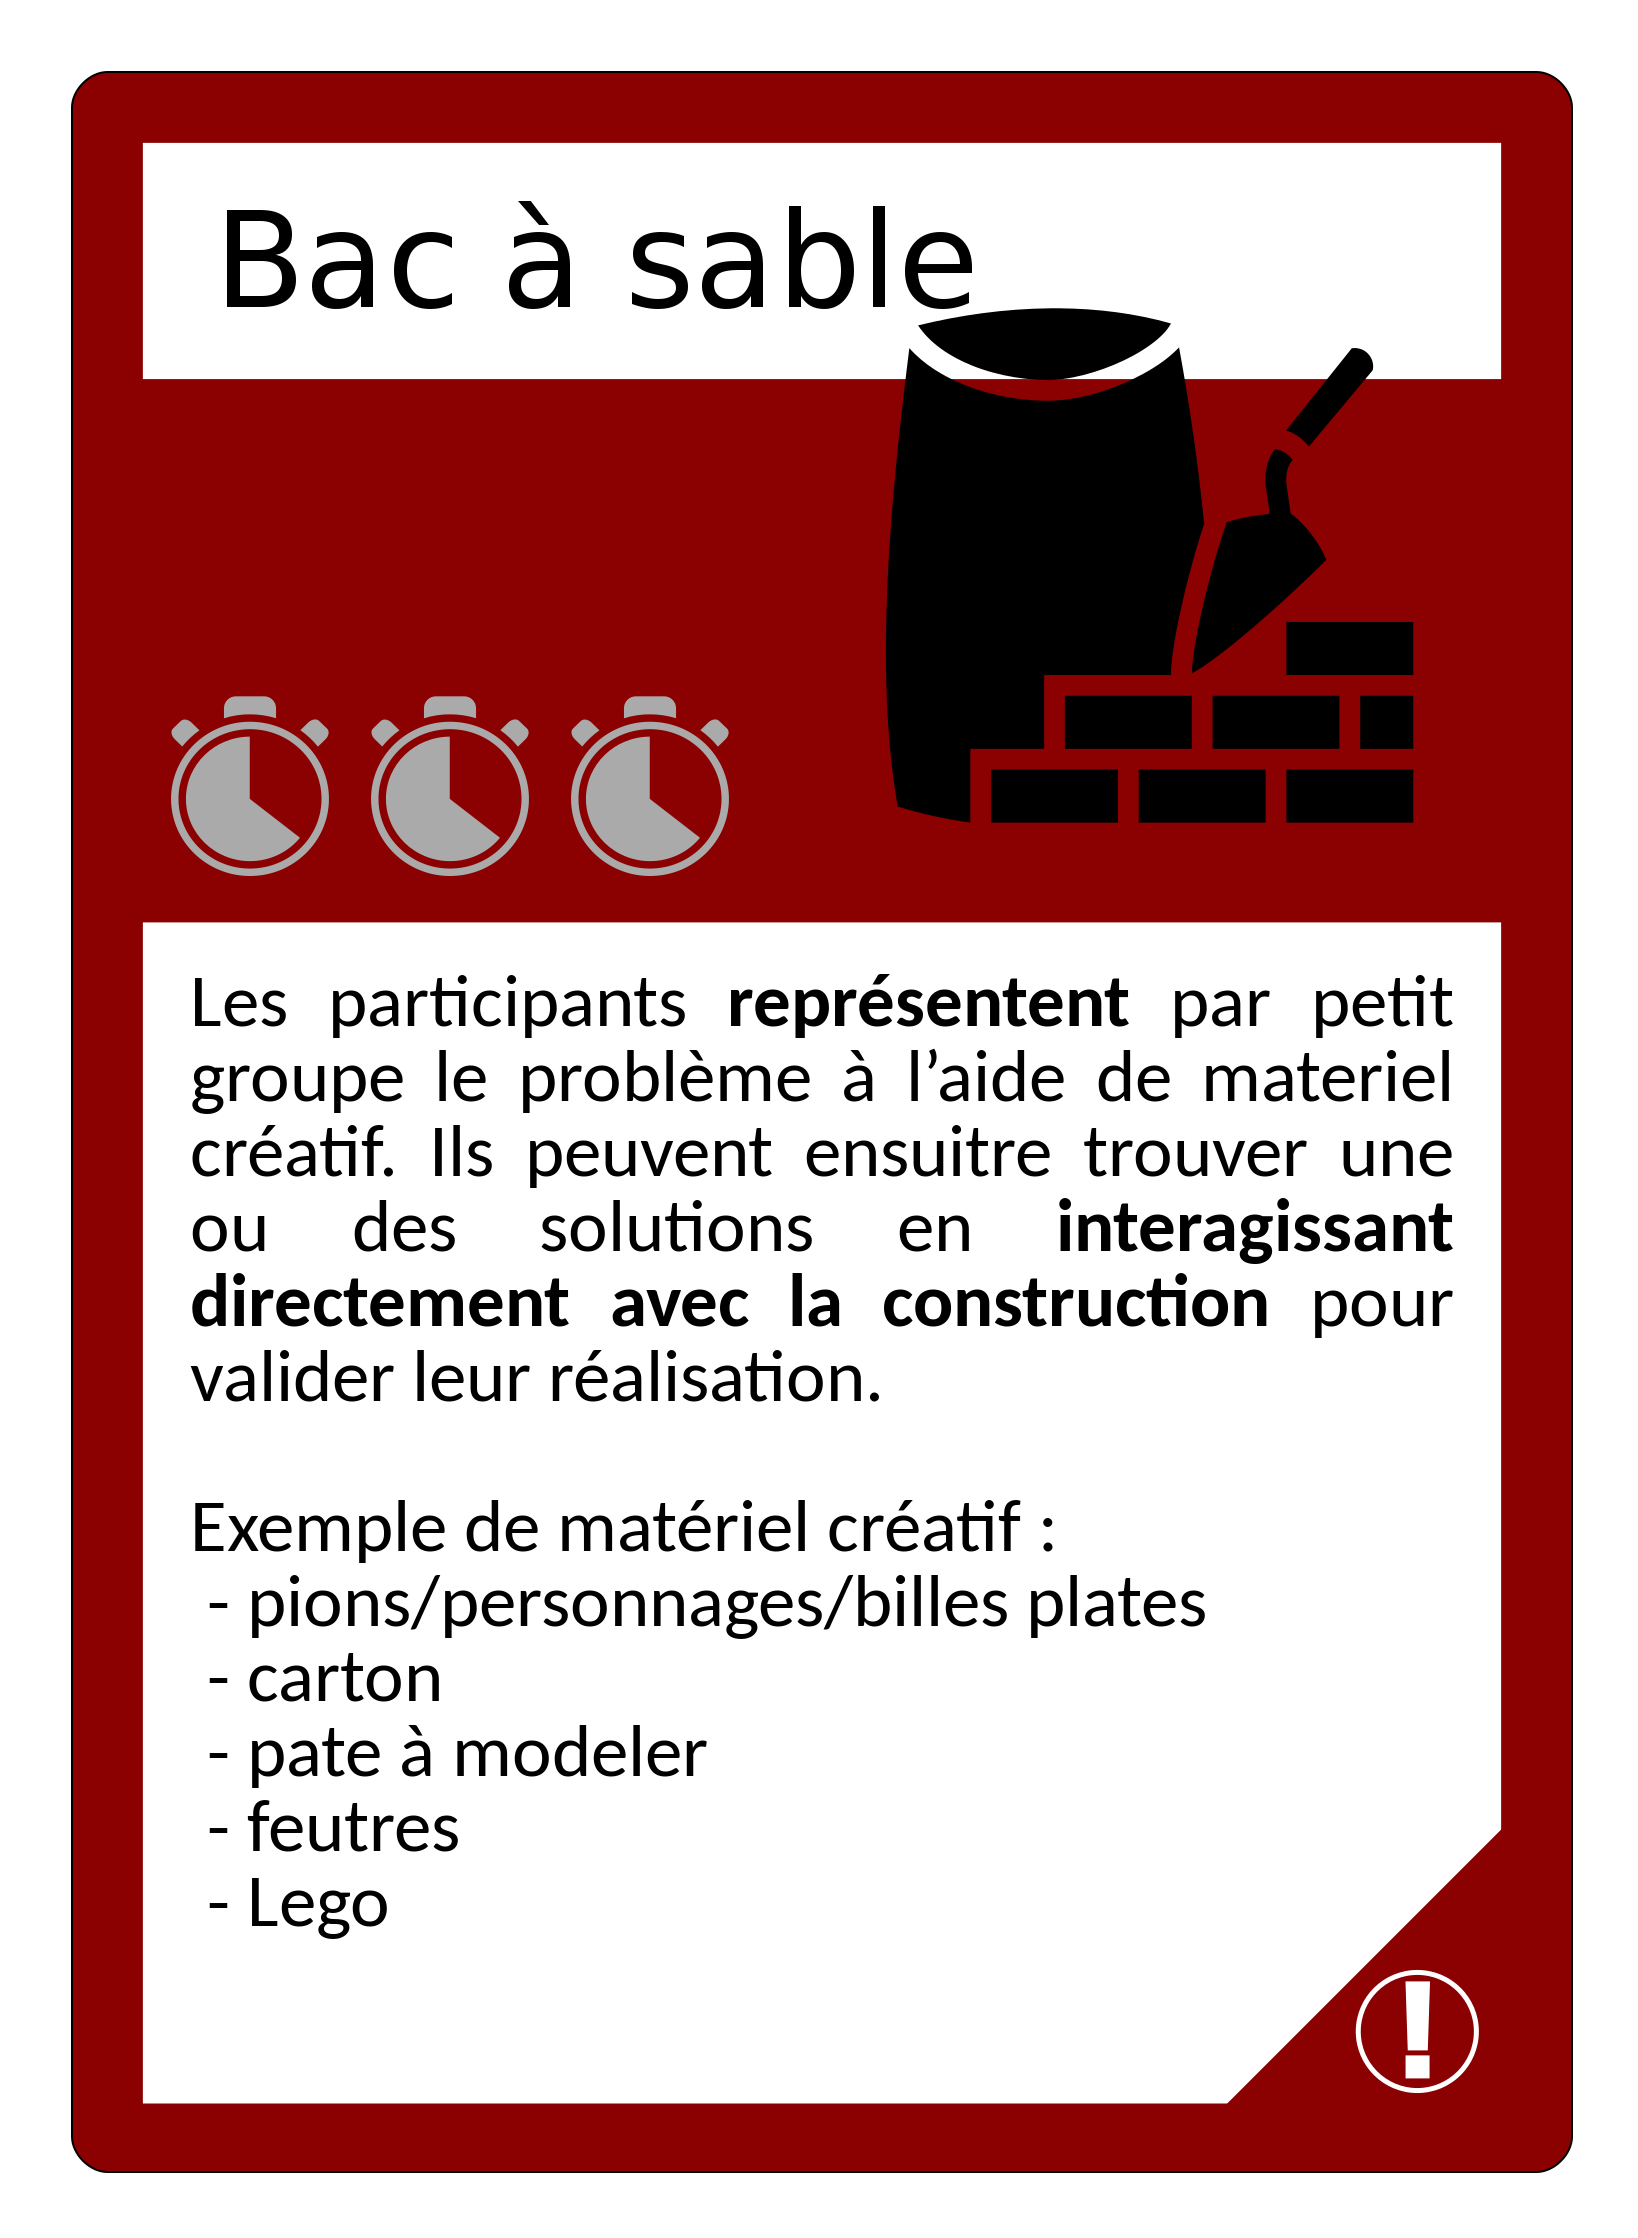 Bac à sable
Les participants représentent par petit
groupe le problème à l’aide de materiel
créatif. Ils peuvent ensuitre trouver une
ou des solutions en interagissant
directement avec la construction pour
valider leur réalisation.
Exemple de matériel créatif :
- pions/personnages/billes plates
- carton
- pate à modeler
- feutres
- Lego
!